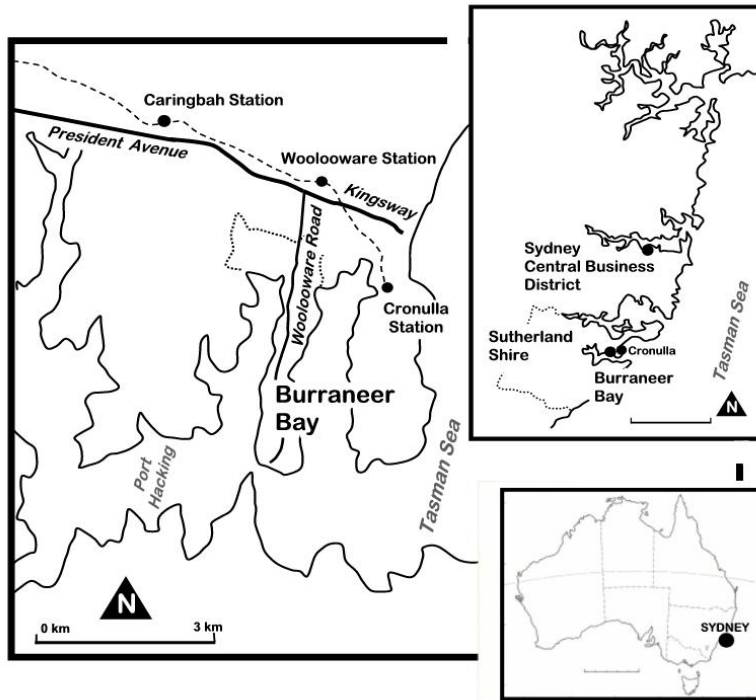 Caringbah Station
President Avenue
Woolooware Station
Kingsway
Woolooware Road
Cronulla
Station
Burraneer
Bay
Port
Hacking
Tasman Sea
N
0 km
3 km
Sydney
Central Business
District
Sutherland
Shire
Cronulla
Burraneer
Bay
Tasman Sea
N
SYDNEY